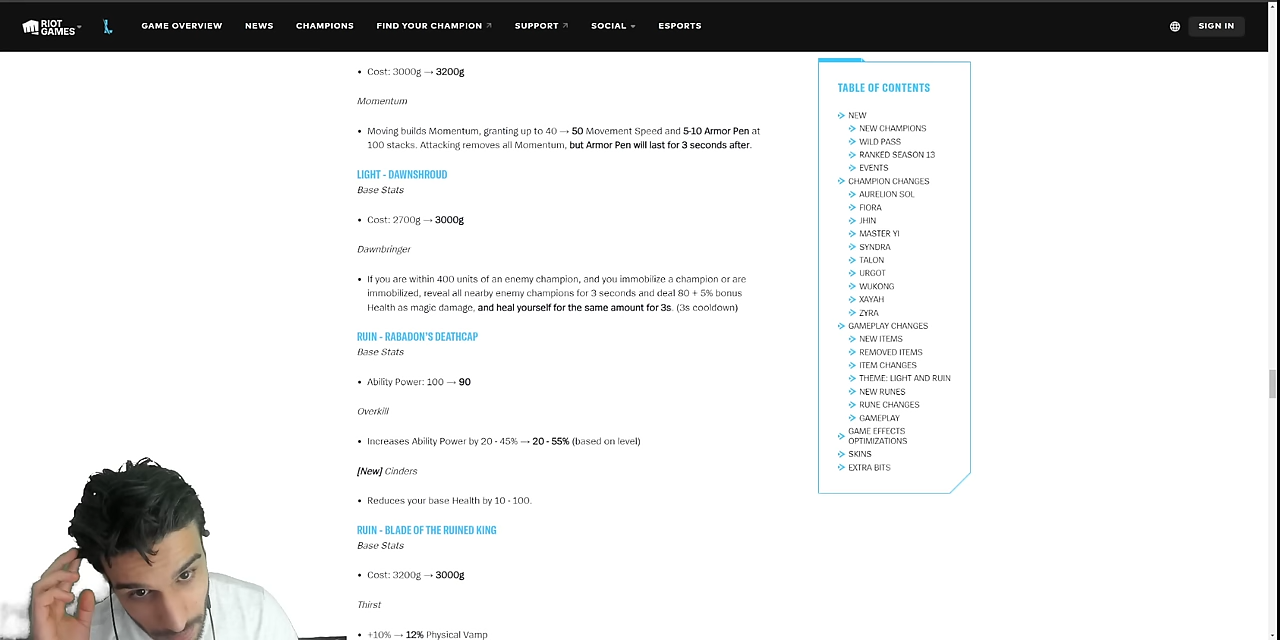 RIOT GAMES
GAME OVERVIEW NEWS CHAMPIONS FIND YOUR CHAMPION SUPPORT SOCIAL ESPORTS SIGN IN
• Cost: 3000g → 3200g
Momentum
• Moving builds Momentum, granting up to 40 → 50 Movement Speed and 5-10 Armor Pen at
100 stacks. Attacking removes all Momentum, but Armor Pen will last for 3 seconds after.
LIGHT - DAWNSHROUD
Base Stats
• Cost: 2700g → 3000g
Dawnbringer
• If you are within 400 units of an enemy champion, and you immobilize a champion or are
immobilized, reveal all nearby enemy champions for 3 seconds and deal 80 + 5% bonus
Health as magic damage, and heal yourself for the same amount for 3s. (3s cooldown)
RUIN - RABADON'S DEATHCAP
Base Stats
• Ability Power: 100 → 90
Overkill
• Increases Ability Power by 20 - 45% → 20 - 55% (based on level)
[New] Cinders
• Reduces your base Health by 10 - 100.
RUIN - BLADE OF THE RUINED KING
Base Stats
• Cost: 3200g → 3000g
Thirst
• +10% → 12% Physical Vamp
TABLE OF CONTENTS
NEW
NEW CHAMPIONS
WILD PASS
RANKED SEASON 13
EVENTS
CHAMPION CHANGES
AURELION SOL
FIORA
JHIN
MASTER YI
SYNDRA
TALON
URGOT
WUKONG
XAYAH
ZYRA
GAMEPLAY CHANGES
NEW ITEMS
REMOVED ITEMS
ITEM CHANGES
THEME: LIGHT AND RUIN
NEW RUNES
RUNE CHANGES
GAMEPLAY
GAME EFFECTS
OPTIMIZATIONS
SKINS
EXTRA BITS